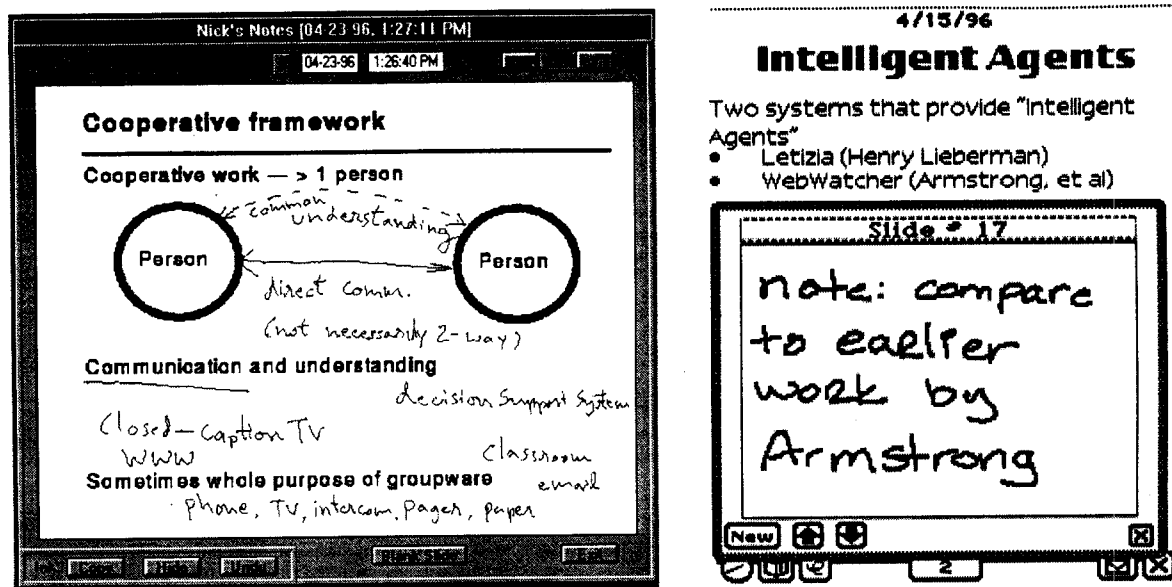 Nick's Notes [04-23-96, 1:27:11 PM]
04-23-96 1:26:40 PM
Cooperative framework
Cooperative work — > 1 person
common
understanding
Person
Person
direct comm.
(not necessarily 2-way)
Communication and understanding
decision Support System
Closed-caption TV
WWW
Classroom
Sometimes whole purpose of groupware
email
phone, TV, intercom, pager, paper
Blank Slide
4/15/96
Intelligent Agents
Two systems that provide "Intelligent
Agents"
• Letizia (Henry Lieberman)
• WebWatcher (Armstrong, et al)
Slide # 17
note: compare
to earlier
work by
Armstrong
New
2